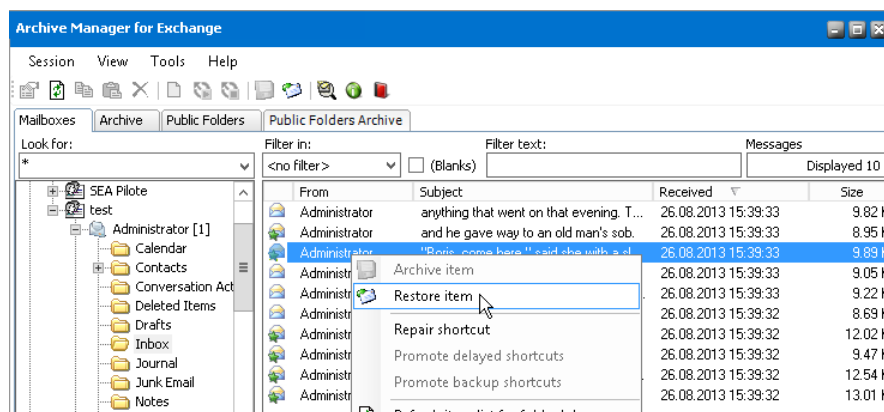 Archive Manager for Exchange
Session View Tools Help
Mailboxes Archive Public Folders Public Folders Archive
Look for: Filter in: Filter text: Messages
* <no filter> (Blanks) Displayed 10
SEA Pilote
test
Administrator [1]
Calendar
Contacts
Conversation Act
Deleted Items
Drafts
Inbox
Journal
Junk Email
Notes
From Subject Received Size
Administrator anything that went on that evening. T... 26.08.2013 15:39:33 9.82
Administrator and he gave way to an old man's sob. 26.08.2013 15:39:33 8.95
Administrator "Boris, come here," said she with a sl 26.08.2013 15:39:33 9.89
Administr 26.08.2013 15:39:33 9.05
Administr 26.08.2013 15:39:33 9.22
Administr 26.08.2013 15:39:32 8.69
Administr 26.08.2013 15:39:32 12.02
Administr 26.08.2013 15:39:32 9.47
Administr 26.08.2013 15:39:32 12.54
Administr 26.08.2013 15:39:32 13.01
Archive item
Restore item
Repair shortcut
Promote delayed shortcuts
Promote backup shortcuts